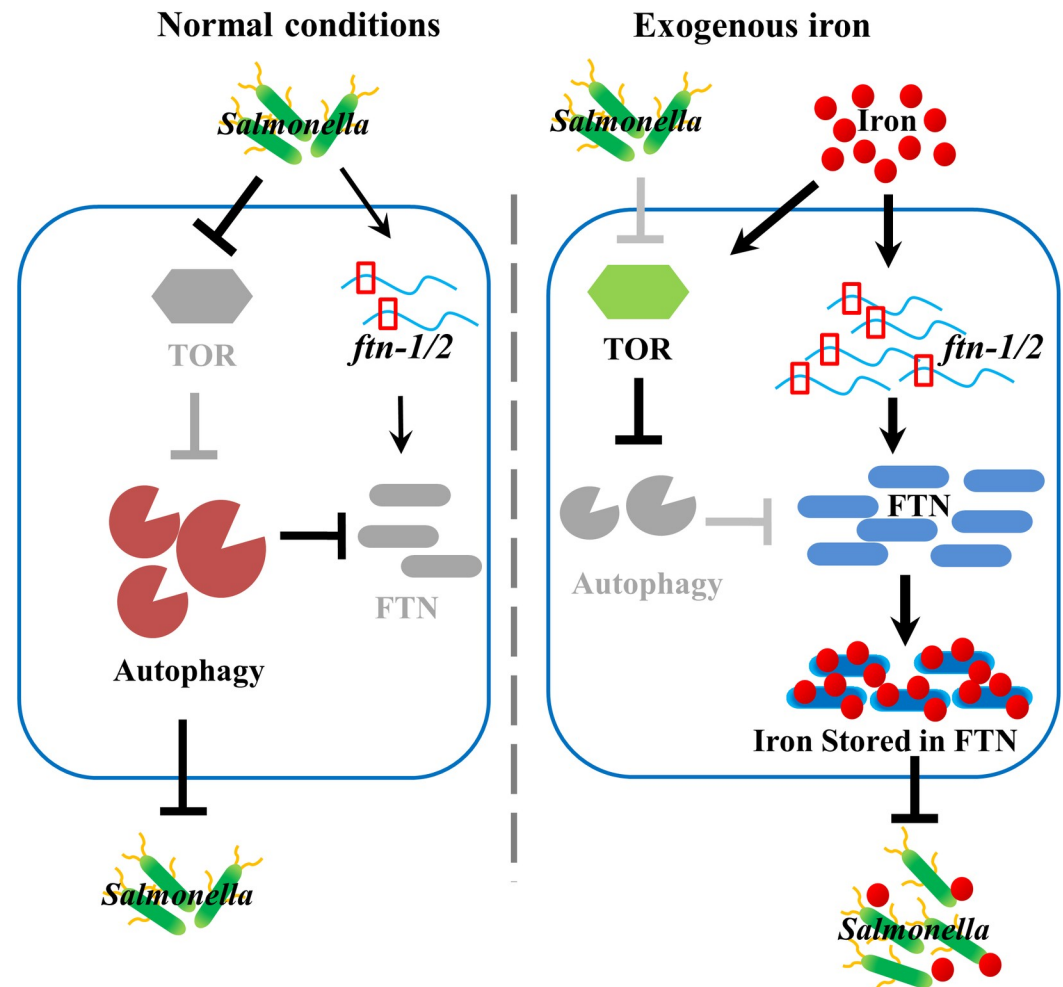 Normal conditions
Salmonella
TOR
ftn-1/2
FTN
Autophagy
Salmonella
Exogenous iron
Salmonella
Iron
TOR
ftn-1/2
FTN
Autophagy
Iron Stored in FTN
Salmonella